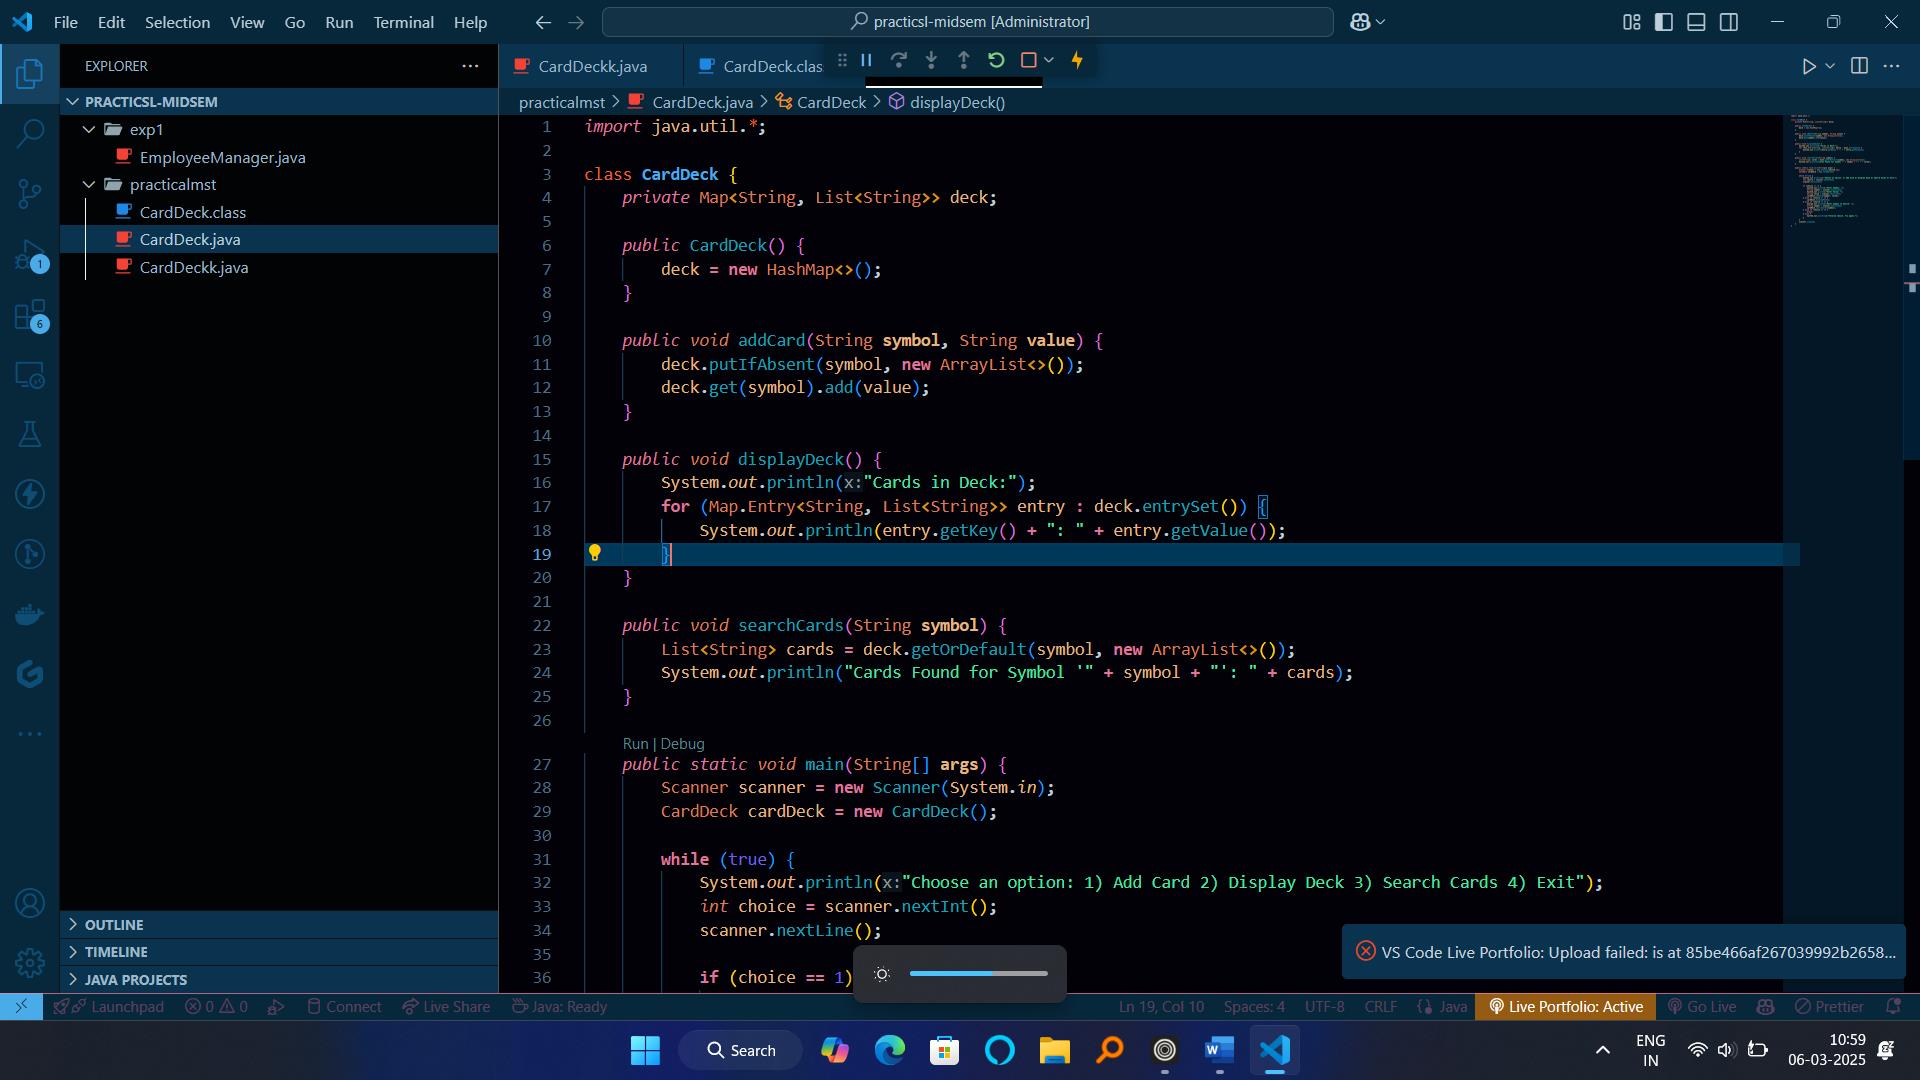 File Edit Selection View Go Run Terminal Help
practicsl-midsem [Administrator]
EXPLORER
PRACTICSL-MIDSEM
exp1
EmployeeManager.java
practicalmst
CardDeck.class
CardDeck.java
CardDeckk.java
1
6
OUTLINE
TIMELINE
JAVA PROJECTS
CardDeckk.java
CardDeck.clas
practicalmst > CardDeck.java > CardDeck > displayDeck()
1 import java.util.*;
2
3 class CardDeck {
4 private Map<String, List<String>> deck;
5
6 public CardDeck() {
7 deck = new HashMap<>();
8 }
9
10 public void addCard(String symbol, String value) {
11 deck.putIfAbsent(symbol, new ArrayList<>());
12 deck.get(symbol).add(value);
13 }
14
15 public void displayDeck() {
16 System.out.println(x:"Cards in Deck:");
17 for (Map.Entry<String, List<String>> entry : deck.entrySet()) {
18 System.out.println(entry.getKey() + ": " + entry.getValue());
19 }
20 }
21
22 public void searchCards(String symbol) {
23 List<String> cards = deck.getOrDefault(symbol, new ArrayList<>());
24 System.out.println("Cards Found for Symbol '" + symbol + "': " + cards);
25 }
26
Run | Debug
27 public static void main(String[] args) {
28 Scanner scanner = new Scanner(System.in);
29 CardDeck cardDeck = new CardDeck();
30
31 while (true) {
32 System.out.println(x:"Choose an option: 1) Add Card 2) Display Deck 3) Search Cards 4) Exit");
33 int choice = scanner.nextInt();
34 scanner.nextLine();
35
36 if (choice == 1)
VS Code Live Portfolio: Upload failed: is at 85be466af267039992b2658...
Launchpad 0 0 Connect Live Share Java: Ready Ln 19, Col 10 Spaces: 4 UTF-8 CRLF {} Java Live Portfolio: Active Go Live Prettier
Search
ENG
IN
10:59
06-03-2025